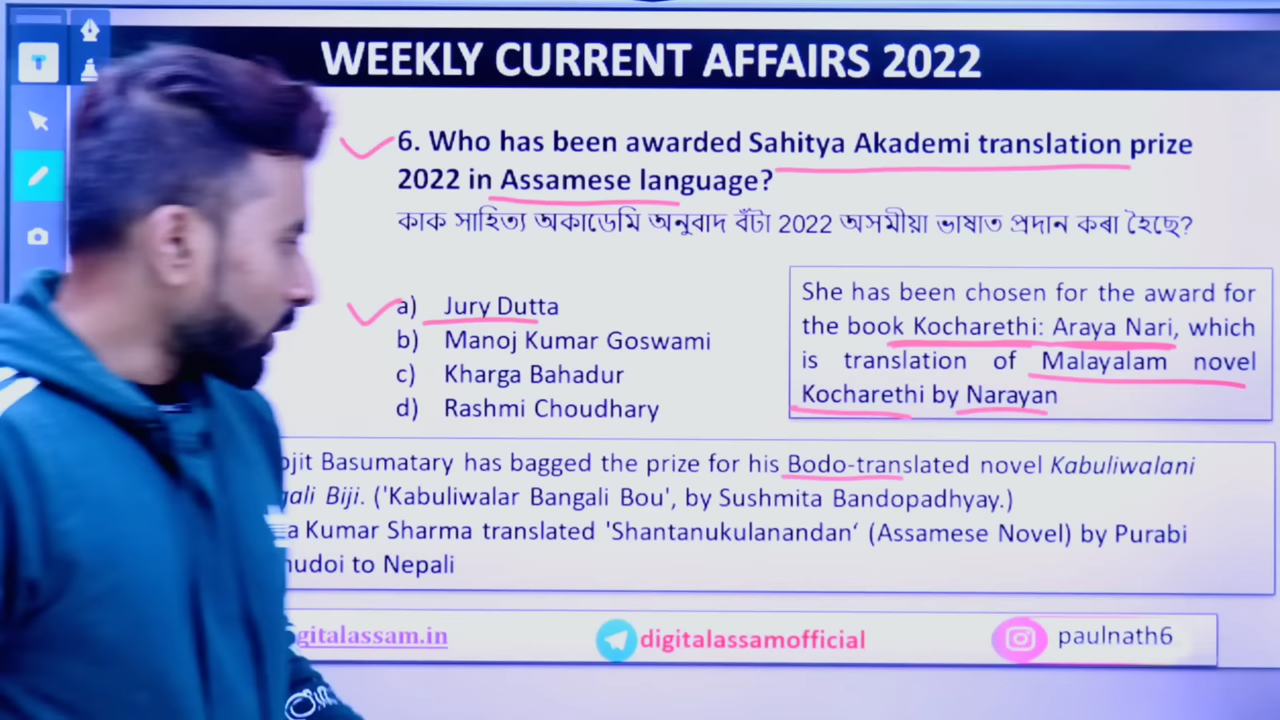 WEEKLY CURRENT AFFAIRS 2022
6. Who has been awarded Sahitya Akademi translation prize
2022 in Assamese language?
কাক সাহিত্য অকাডেমি অনুবাদ বঁটা 2022 অসমীয়া ভাষাত প্ৰদান কৰা হৈছে?
a) Jury Dutta
b) Manoj Kumar Goswami
c) Kharga Bahadur
d) Rashmi Choudhary
She has been chosen for the award for
the book Kocharethi: Araya Nari, which
is translation of Malayalam novel
Kocharethi by Narayan
Basumatary has bagged the prize for his Bodo-translated novel Kabuliwalani
Biji. ('Kabuliwalar Bangali Bou', by Sushmita Bandopadhyay.)
Kumar Sharma translated 'Shantanukulanandan‘ (Assamese Novel) by Purabi
to Nepali
gitalassam.in
digitalassamofficial
paulnath6